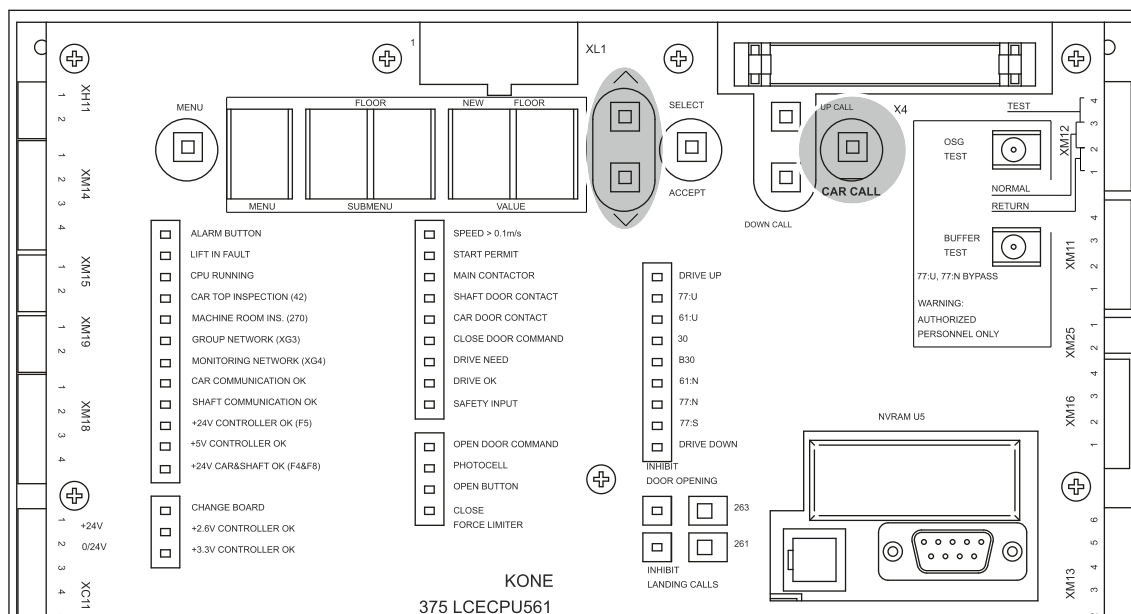 1
XL1
XH11
1
2
MENU
FLOOR
NEW FLOOR
SELECT
UP CALL
X4
TEST
4
3
2
1
XM12
OSG
TEST
NORMAL
RETURN
MENU
SUBMENU
VALUE
ACCEPT
CAR CALL
DOWN CALL
XM14
1
2
3
4
ALARM BUTTON
LIFT IN FAULT
CPU RUNNING
CAR TOP INSPECTION (42)
MACHINE ROOM INS. (270)
GROUP NETWORK (XG3)
MONITORING NETWORK (XG4)
CAR COMMUNICATION OK
SHAFT COMMUNICATION OK
+24V CONTROLLER OK (F5)
+5V CONTROLLER OK
+24V CAR&SHAFT OK (F4&F8)
SPEED > 0.1m/s
START PERMIT
MAIN CONTACTOR
SHAFT DOOR CONTACT
CAR DOOR CONTACT
CLOSE DOOR COMMAND
DRIVE NEED
DRIVE OK
SAFETY INPUT
DRIVE UP
77:U
61:U
30
B30
61:N
77:N
77:S
DRIVE DOWN
BUFFER
TEST
77:U, 77:N BYPASS
WARNING:
AUTHORIZED
PERSONNEL ONLY
XM11
4
3
2
1
XM15
1
2
XM19
1
2
XM18
1
2
3
4
XM25
1
2
XM16
4
3
2
1
OPEN DOOR COMMAND
PHOTOCELL
OPEN BUTTON
CLOSE
FORCE LIMITER
INHIBIT
DOOR OPENING
263
261
INHIBIT
LANDING CALLS
NVRAM U5
CHANGE BOARD
+2.6V CONTROLLER OK
+3.3V CONTROLLER OK
1
+24V
2
0/24V
3
4
XC11
XM13
6
5
4
3
KONE
375 LCECPU561